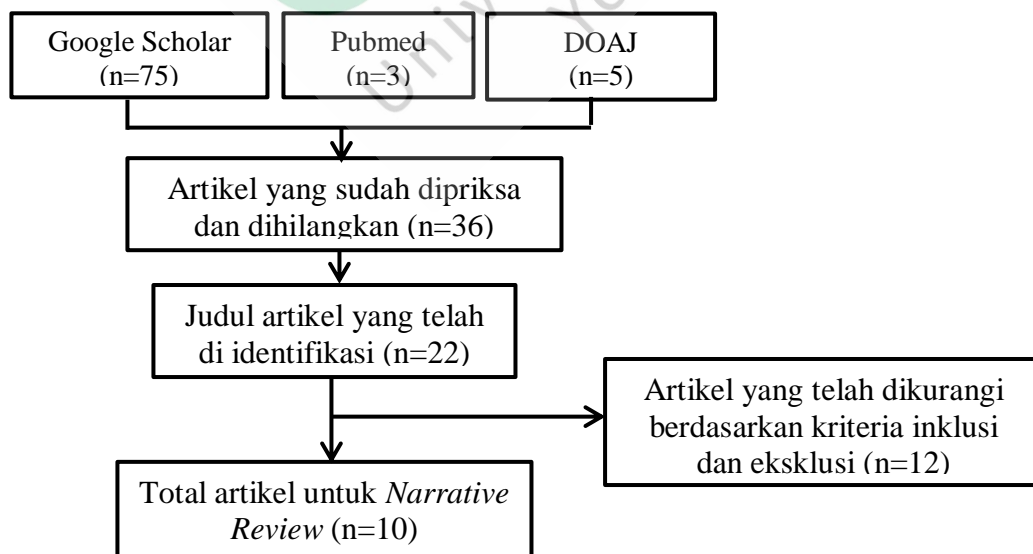 Google Scholar
(n=75)
Pubmed
(n=3)
DOAJ
(n=5)
Artikel yang sudah dipriksa
dan dihilangkan (n=36)
Judul artikel yang telah
di identifikasi (n=22)
Artikel yang telah dikurangi
berdasarkan kriteria inklusi
dan eksklusi (n=12)
Total artikel untuk Narrative
Review (n=10)